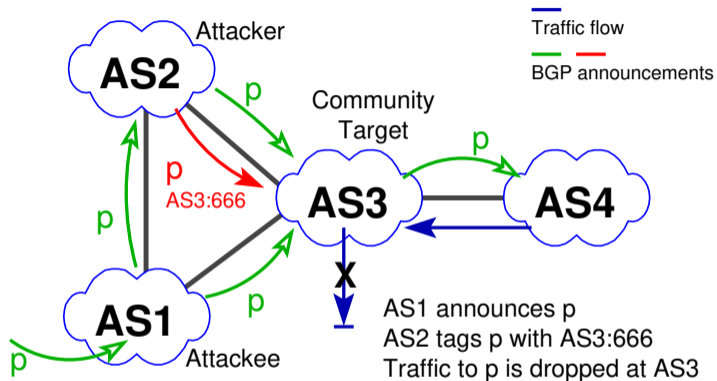 Attacker
Traffic flow
BGP announcements
AS2
p
p
Community
Target
p
p
AS3:666
AS3
AS4
p
X
p
AS1
Attackee
p
AS1 announces p
AS2 tags p with AS3:666
Traffic to p is dropped at AS3